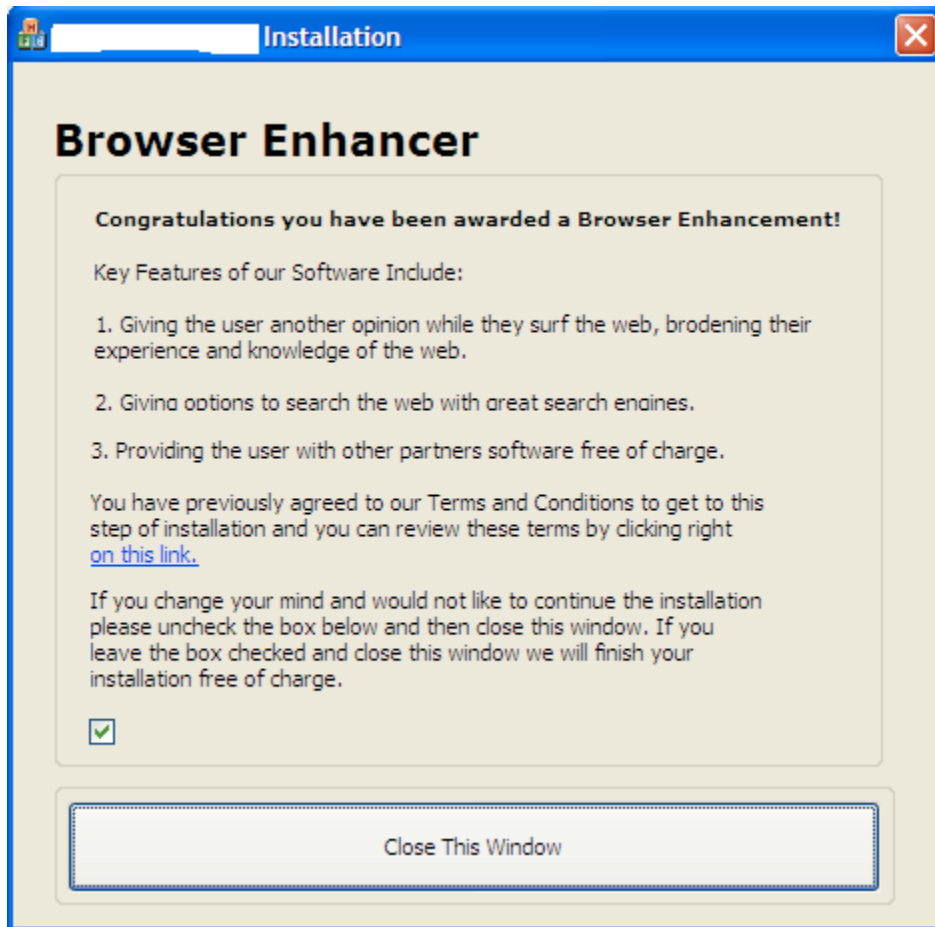 Installation
Browser Enhancer
Congratulations you have been awarded a Browser Enhancement!
Key Features of our Software Include:
1. Giving the user another opinion while they surf the web, brodening their
experience and knowledge of the web.
2. Giving options to search the web with great search engines.
3. Providing the user with other partners software free of charge.
You have previously agreed to our Terms and Conditions to get to this
step of installation and you can review these terms by clicking right
on this link.
If you change your mind and would not like to continue the installation
please uncheck the box below and then close this window. If you
leave the box checked and close this window we will finish your
installation free of charge.
Close This Window